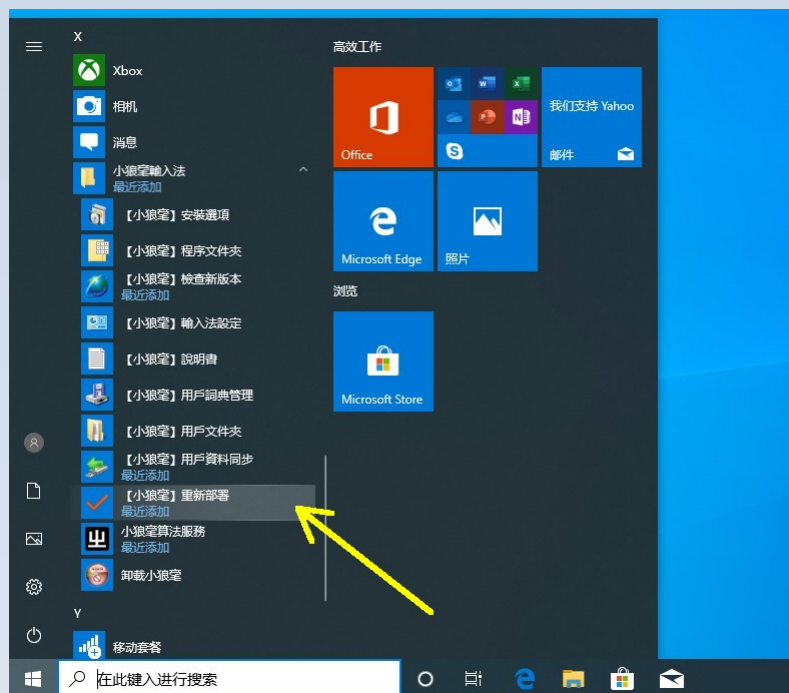 X
Xbox
相机
消息
小狼毫輸入法
最近添加
【小狼毫】安裝選項
【小狼毫】程序文件夾
【小狼毫】檢查新版本
最近添加
【小狼毫】輸入法設定
【小狼毫】說明書
【小狼毫】用戶詞典管理
【小狼毫】用戶文件夾
【小狼毫】用戶資料同步
最近添加
【小狼毫】重新部署
最近添加
小狼毫算法服務
最近添加
卸載小狼毫
Y
移动套餐
高效工作
Office
我们支持 Yahoo
邮件
Microsoft Edge
照片
浏览
Microsoft Store
在此键入进行搜索